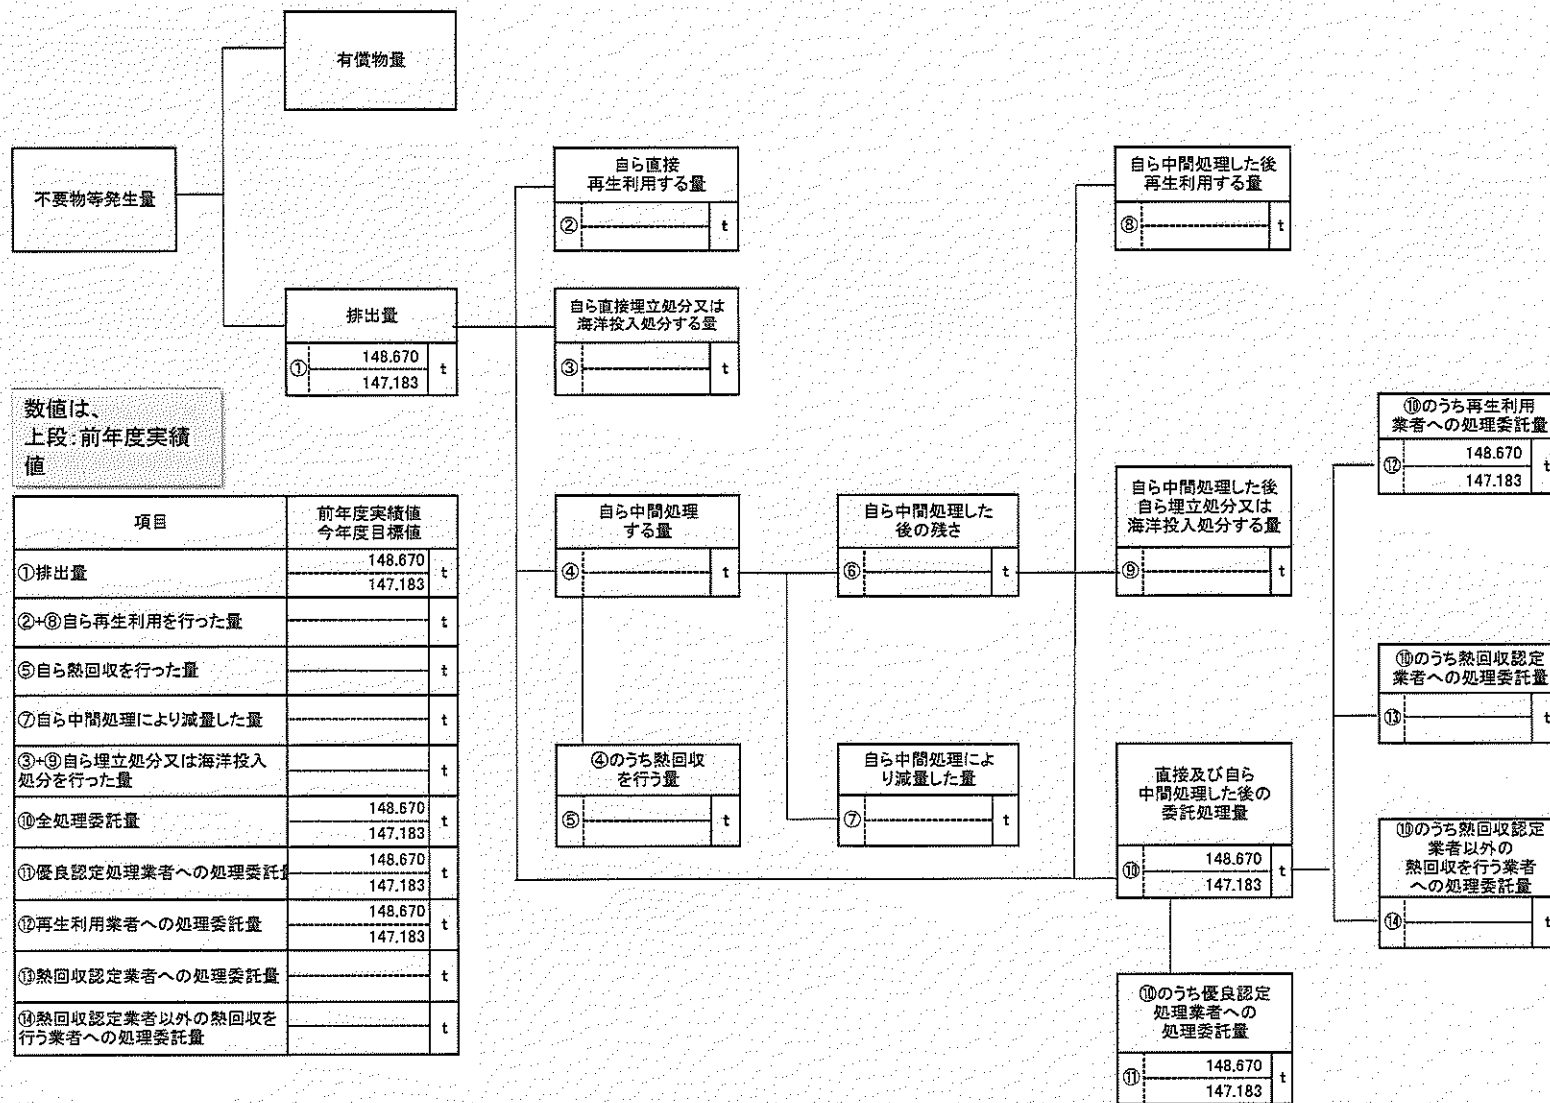 有償物量
不要物等発生量
自ら直接
再生利用する量
② t
自ら中間処理した後
再生利用する量
⑧ t
排出量
① 148.670 t
147.183
自ら直接埋立処分又は
海洋投入処分する量
③ t
数値は、
上段:前年度実績
値
⑩のうち再生利用
業者への処理委託量
⑫ 148.670 t
147.183
自ら中間処理
する量
④ t
自ら中間処理した
後の残さ
⑥ t
自ら中間処理した後
自ら埋立処分又は
海洋投入処分する量
⑨ t
⑩のうち熱回収認定
業者への処理委託量
⑬ t
④のうち熱回収
を行う量
⑤ t
自ら中間処理によ
り減量した量
⑦ t
直接及び自ら
中間処理した後の
委託処理量
⑩ 148.670 t
147.183
⑩のうち熱回収認定
業者以外の
熱回収を行う業者
への処理委託量
⑭ t
⑩のうち優良認定
処理業者への
処理委託量
⑪ 148.670 t
147.183
項目 前年度実績値
今年度目標値
①排出量 148.670 t
147.183
②+⑧自ら再生利用を行った量 t
⑤自ら熱回収を行った量 t
⑦自ら中間処理により減量した量 t
③+⑨自ら埋立処分又は海洋投入
処分を行った量 t
⑩全処理委託量 148.670 t
147.183
⑪優良認定処理業者への処理委託量 148.670 t
147.183
⑫再生利用業者への処理委託量 148.670 t
147.183
⑬熱回収認定業者への処理委託量 t
⑭熱回収認定業者以外の熱回収を
行う業者への処理委託量 t